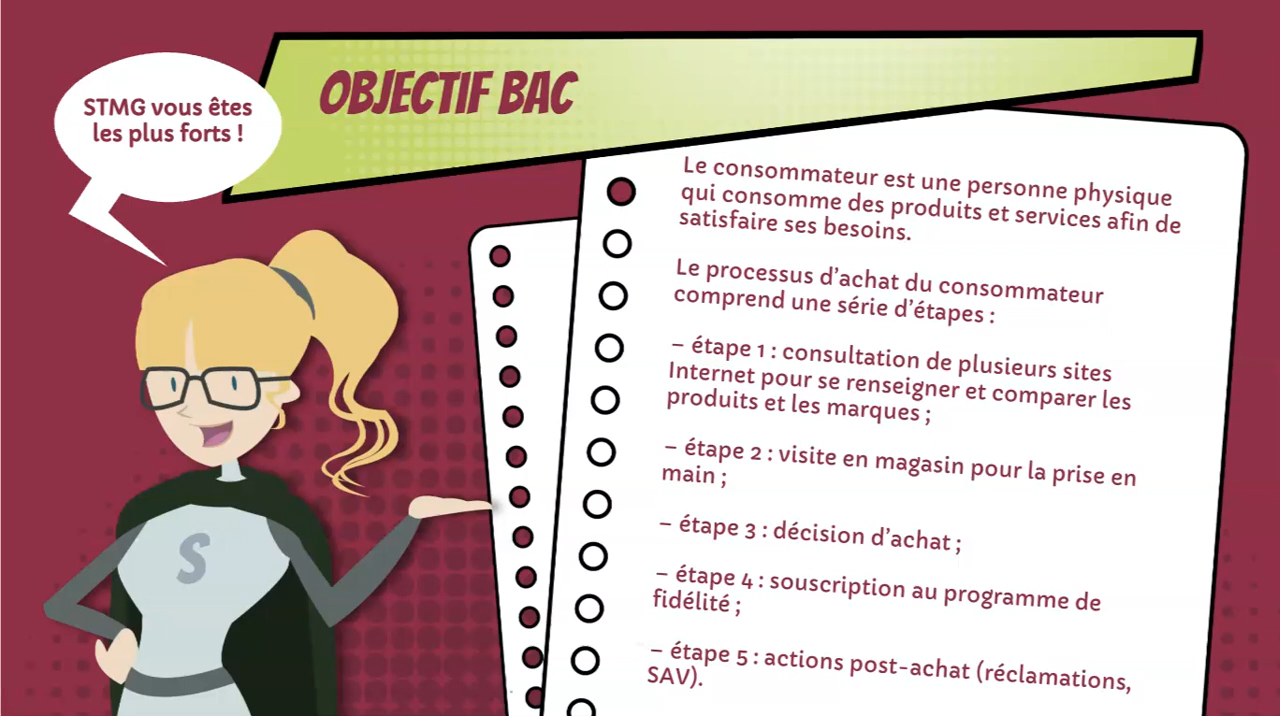 OBJECTIF BAC
STMG vous êtes
les plus forts !
Le consommateur est une personne physique
qui consomme des produits et services afin de
satisfaire ses besoins.
Le processus d’achat du consommateur
comprend une série d’étapes :
– étape 1 : consultation de plusieurs sites
Internet pour se renseigner et comparer les
produits et les marques ;
– étape 2 : visite en magasin pour la prise en
main ;
– étape 3 : décision d’achat ;
– étape 4 : souscription au programme de
fidélité ;
– étape 5 : actions post-achat (réclamations,
SAV).
S